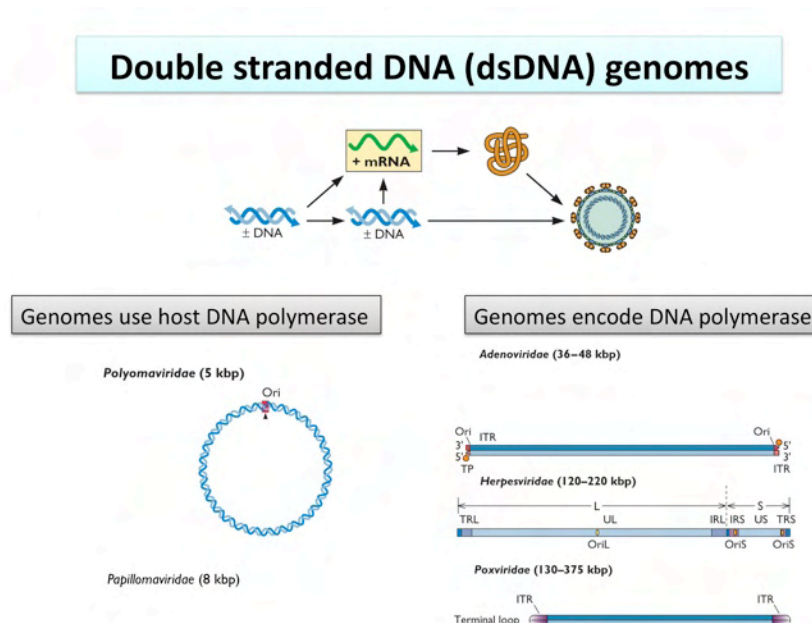 Double stranded DNA (dsDNA) genomes
+ mRNA
± DNA
± DNA
Genomes use host DNA polymerase
Polyomaviridae (5 kbp)
Ori
Papillomaviridae (8 kbp)
Genomes encode DNA polymerase
Adenoviridae (36–48 kbp)
Ori ITR Ori
3' 5'
5' 3'
TP ITR
Herpesviridae (120–220 kbp)
L S
TRL UL IRL IRS US TRS
OriL OriS OriS
Poxviridae (130–375 kbp)
ITR ITR
Terminal loop